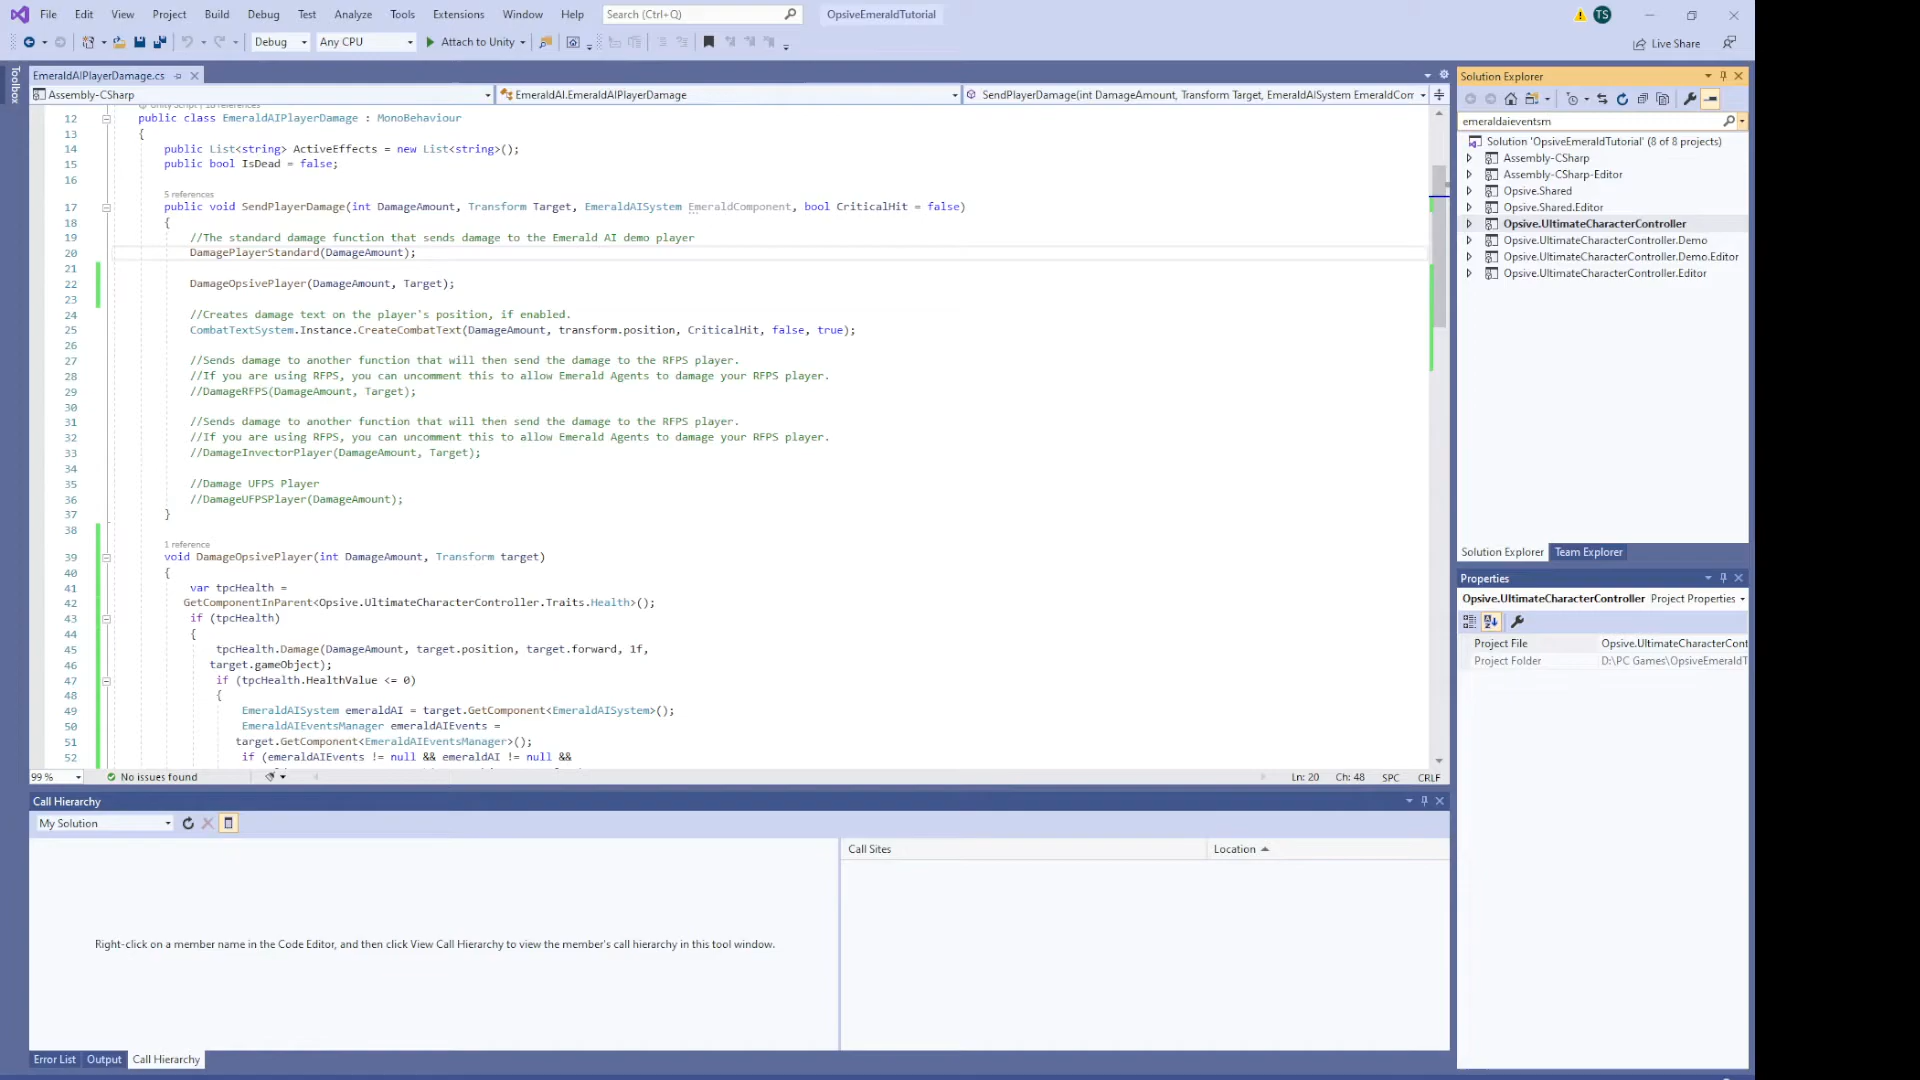 File Edit View Project Build Debug Test Analyze Tools Extensions Window Help Search (Ctrl+Q) OpsiveEmeraldTutorial TS
Debug Any CPU Attach to Unity Live Share
Toolbox
EmeraldAIPlayerDamage.cs
Assembly-CSharp EmeraldAI.EmeraldAIPlayerDamage SendPlayerDamage(int DamageAmount, Transform Target, EmeraldAISystem EmeraldCom
12 public class EmeraldAIPlayerDamage : MonoBehaviour
13 {
14 public List<string> ActiveEffects = new List<string>();
15 public bool IsDead = false;
16
5 references
17 public void SendPlayerDamage(int DamageAmount, Transform Target, EmeraldAISystem EmeraldComponent, bool CriticalHit = false)
18 {
19 //The standard damage function that sends damage to the Emerald AI demo player
20 DamagePlayerStandard(DamageAmount);
21
22 DamageOpsivePlayer(DamageAmount, Target);
23
24 //Creates damage text on the player's position, if enabled.
25 CombatTextSystem.Instance.CreateCombatText(DamageAmount, transform.position, CriticalHit, false, true);
26
27 //Sends damage to another function that will then send the damage to the RFPS player.
28 //If you are using RFPS, you can uncomment this to allow Emerald Agents to damage your RFPS player.
29 //DamageRFPS(DamageAmount, Target);
30
31 //Sends damage to another function that will then send the damage to the RFPS player.
32 //If you are using RFPS, you can uncomment this to allow Emerald Agents to damage your RFPS player.
33 //DamageInvectorPlayer(DamageAmount, Target);
34
35 //Damage UFPS Player
36 //DamageUFPSPlayer(DamageAmount);
37 }
38
1 reference
39 void DamageOpsivePlayer(int DamageAmount, Transform target)
40 {
41 var tpcHealth =
42 GetComponentInParent<Opsive.UltimateCharacterController.Traits.Health>();
43 if (tpcHealth)
44 {
45 tpcHealth.Damage(DamageAmount, target.position, target.forward, 1f,
46 target.gameObject);
47 if (tpcHealth.HealthValue <= 0)
48 {
49 EmeraldAISystem emeraldAI = target.GetComponent<EmeraldAISystem>();
50 EmeraldAIEventsManager emeraldAIEvents =
51 target.GetComponent<EmeraldAIEventsManager>();
52 if (emeraldAIEvents != null && emeraldAI != null &&
99 % No issues found Ln: 20 Ch: 48 SPC CRLF
Call Hierarchy
My Solution
Call Sites Location
Right-click on a member name in the Code Editor, and then click View Call Hierarchy to view the member's call hierarchy in this tool window.
Error List Output Call Hierarchy
Solution Explorer
emeraldaieventsm
Solution 'OpsiveEmeraldTutorial' (8 of 8 projects)
Assembly-CSharp
Assembly-CSharp-Editor
Opsive.Shared
Opsive.Shared.Editor
Opsive.UltimateCharacterController
Opsive.UltimateCharacterController.Demo
Opsive.UltimateCharacterController.Demo.Editor
Opsive.UltimateCharacterController.Editor
Solution Explorer Team Explorer
Properties
Opsive.UltimateCharacterController Project Properties
Project File Opsive.UltimateCharacterCont
Project Folder D:\PC Games\OpsiveEmeraldT